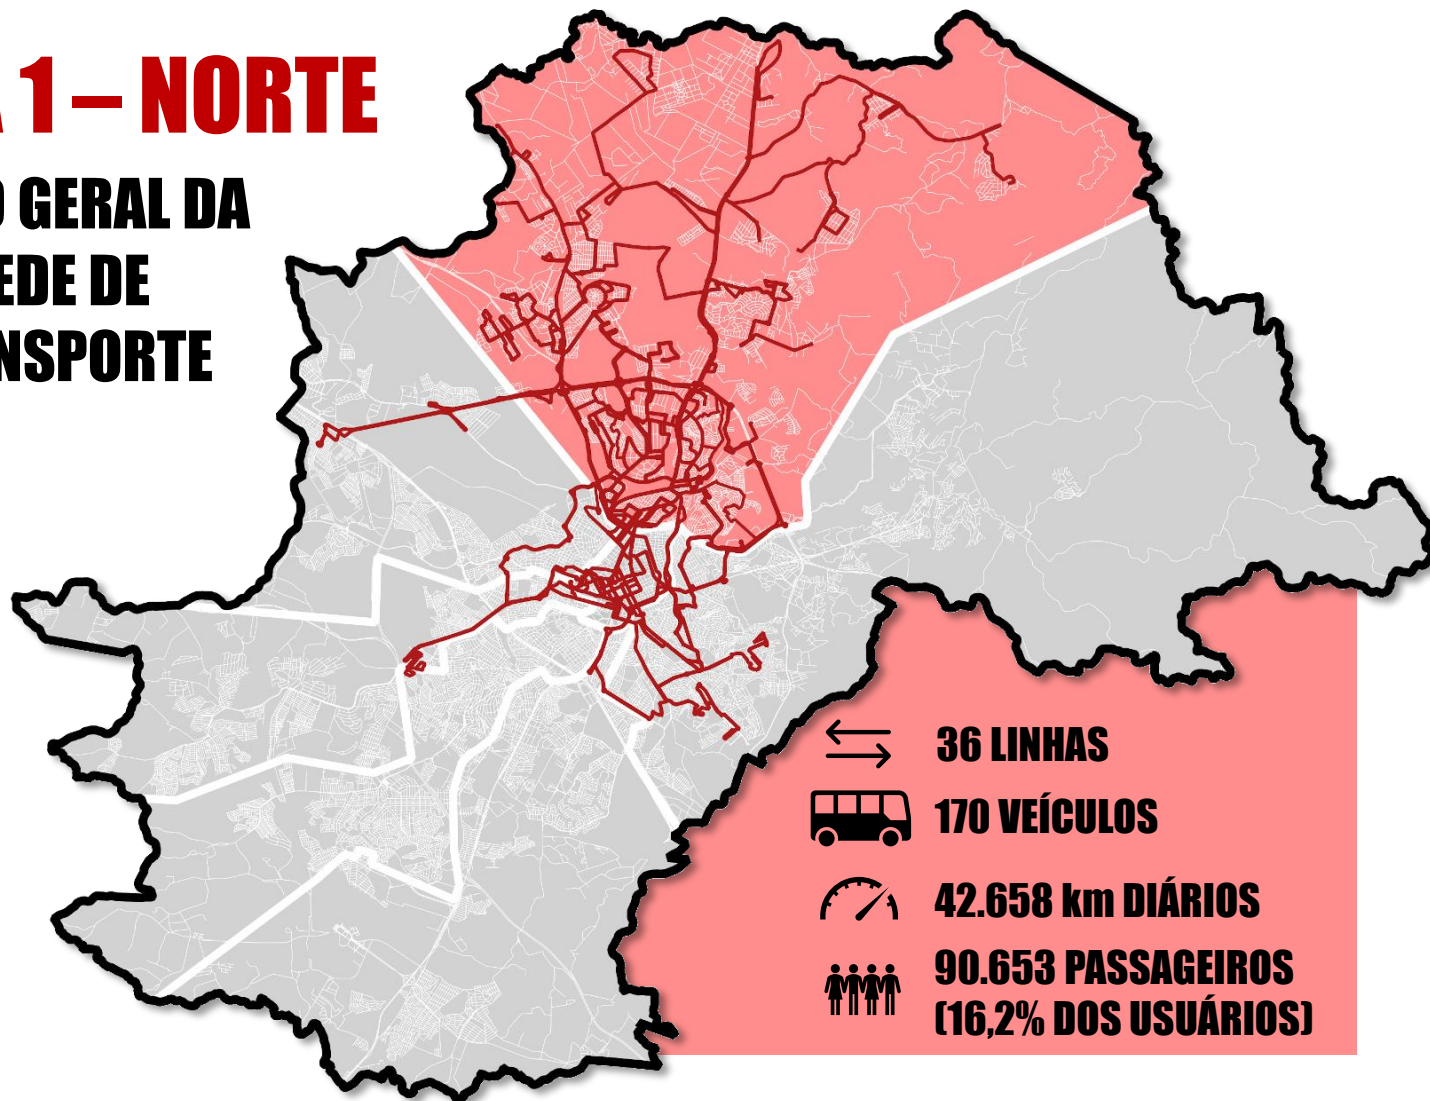 1 – NORTE
GERAL DA
EDE DE
NSPORTE
36 LINHAS
170 VEÍCULOS
42.658 km DIÁRIOS
90.653 PASSAGEIROS
(16,2% DOS USUÁRIOS)